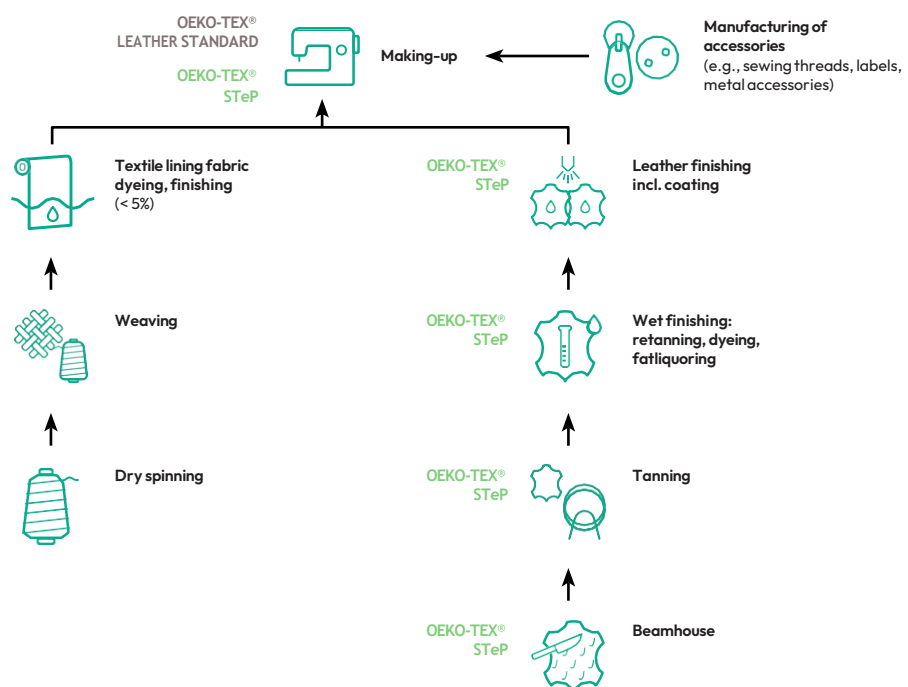 OEKO-TEX®
LEATHER STANDARD
OEKO-TEX®
STeP
Making-up
Manufacturing of
accessories
(e.g., sewing threads, labels,
metal accessories)
Textile lining fabric
dyeing, finishing
(< 5%)
OEKO-TEX®
STeP
Leather finishing
incl. coating
Weaving
OEKO-TEX®
STeP
Wet finishing:
retanning, dyeing,
fatliquoring
Dry spinning
OEKO-TEX®
STeP
Tanning
OEKO-TEX®
STeP
Beamhouse